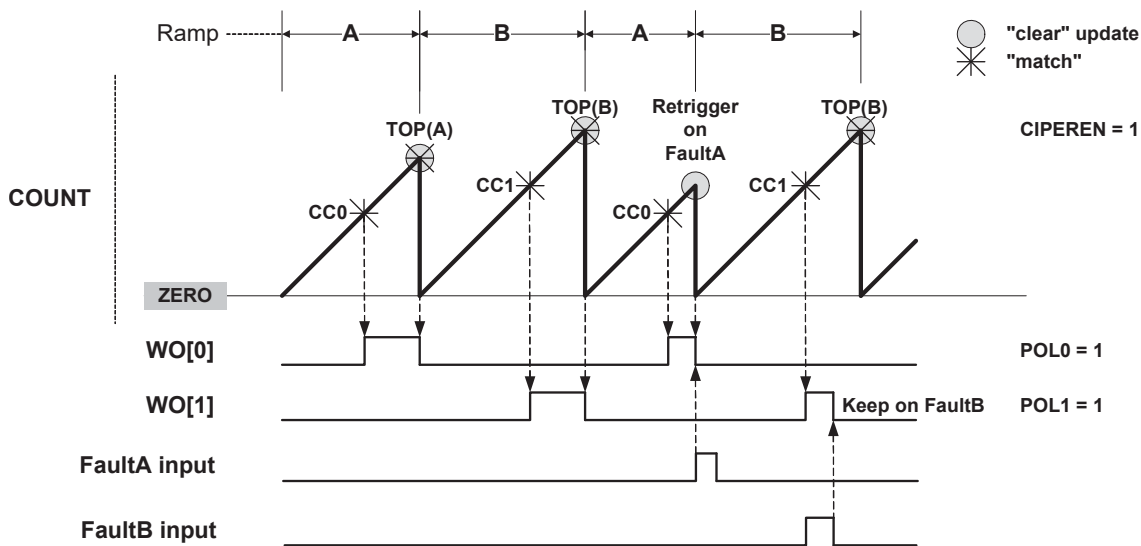 Ramp A B A B
"clear" update
"match"
TOP(A)
TOP(B)
Retrigger
on
FaultA
TOP(B)
CIPEREN = 1
COUNT
CC0
CC1
CC0
CC1
ZERO
WO[0]
POL0 = 1
WO[1]
Keep on FaultB
POL1 = 1
FaultA input
FaultB input